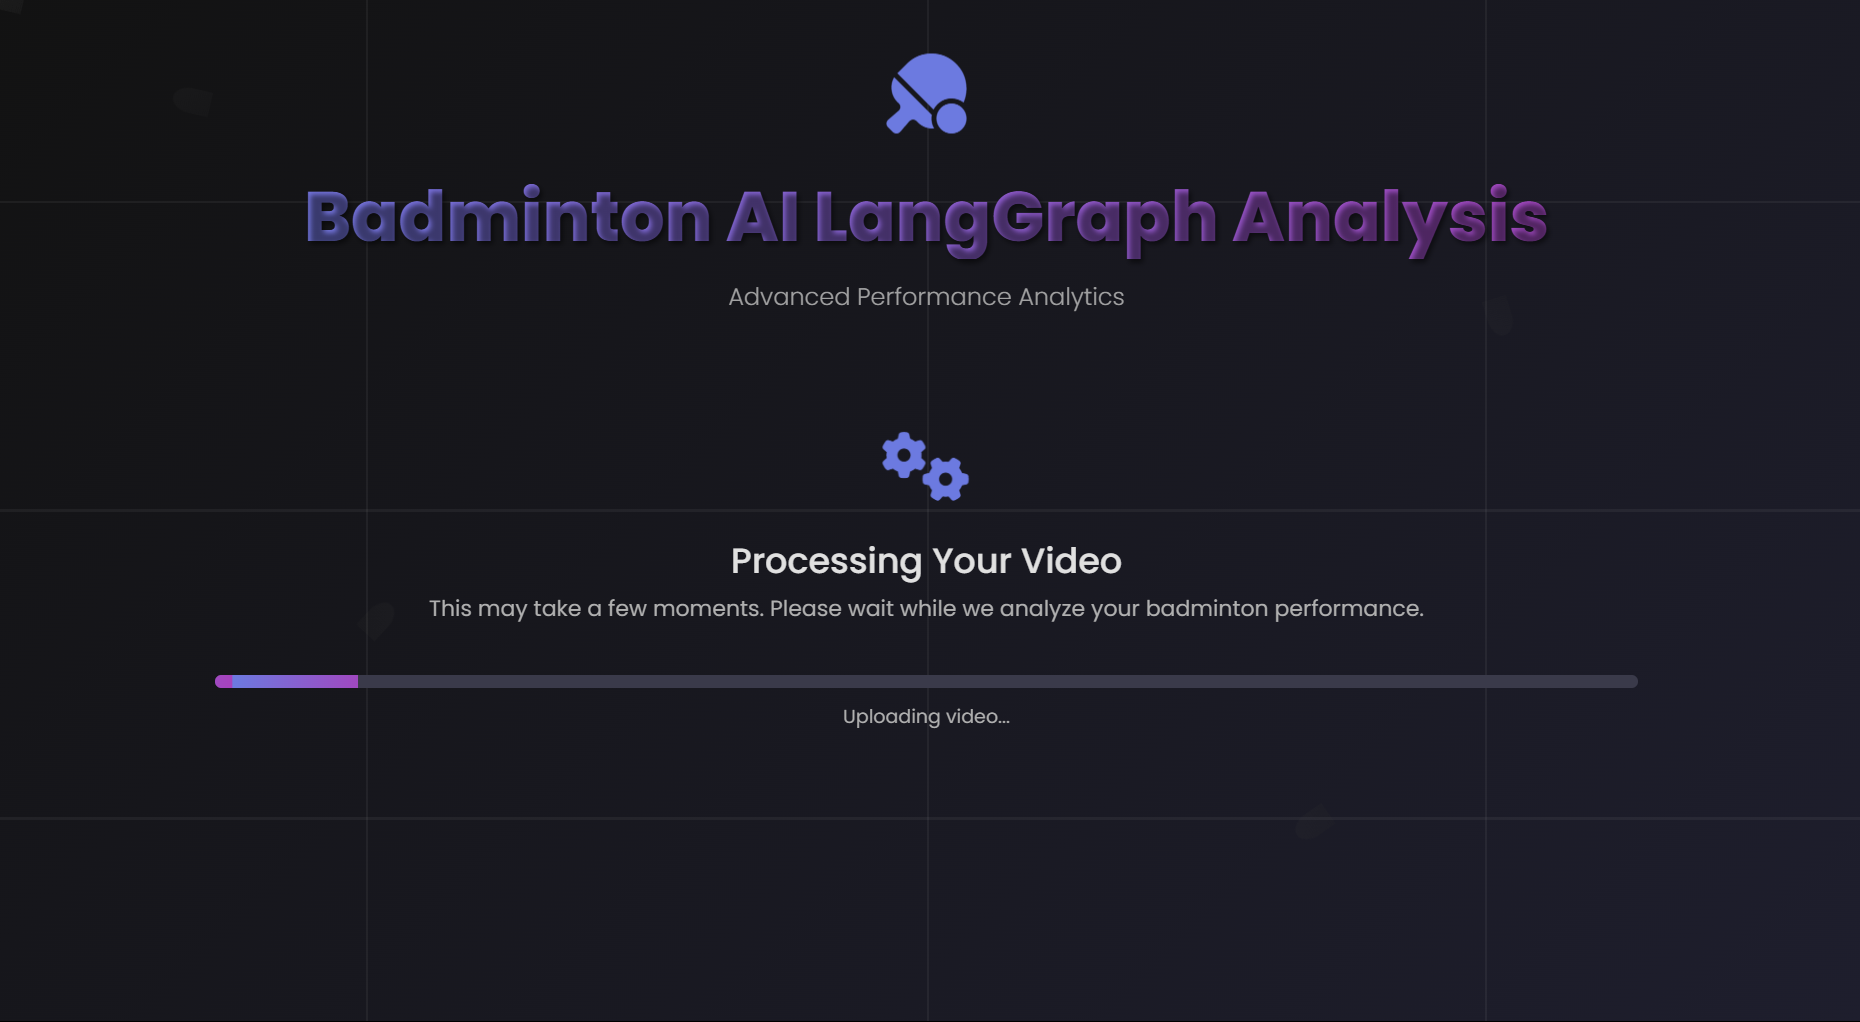 Badminton AI LangGraph Analysis
Advanced Performance Analytics
Processing Your Video
This may take a few moments. Please wait while we analyze your badminton performance.
Uploading video...